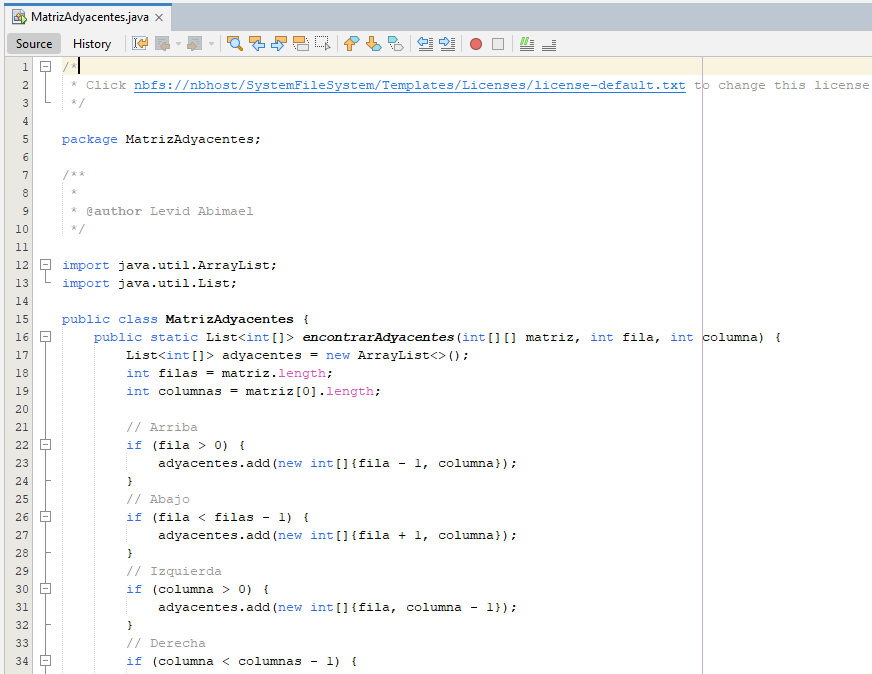 MatrizAdyacentes.java
Source History
1 /*
2 * Click nbfs://nbhost/SystemFileSystem/Templates/Licenses/license-default.txt to change this license
3 */
4
5 package MatrizAdyacentes;
6
7 /**
8 *
9 * @author Levid Abimael
10 */
11
12 import java.util.ArrayList;
13 import java.util.List;
14
15 public class MatrizAdyacentes {
16 public static List<int[]> encontrarAdyacentes(int[][] matriz, int fila, int columna) {
17 List<int[]> adyacentes = new ArrayList<>();
18 int filas = matriz.length;
19 int columnas = matriz[0].length;
20
21 // Arriba
22 if (fila > 0) {
23 adyacentes.add(new int[]{fila - 1, columna});
24 }
25 // Abajo
26 if (fila < filas - 1) {
27 adyacentes.add(new int[]{fila + 1, columna});
28 }
29 // Izquierda
30 if (columna > 0) {
31 adyacentes.add(new int[]{fila, columna - 1});
32 }
33 // Derecha
34 if (columna < columnas - 1) {